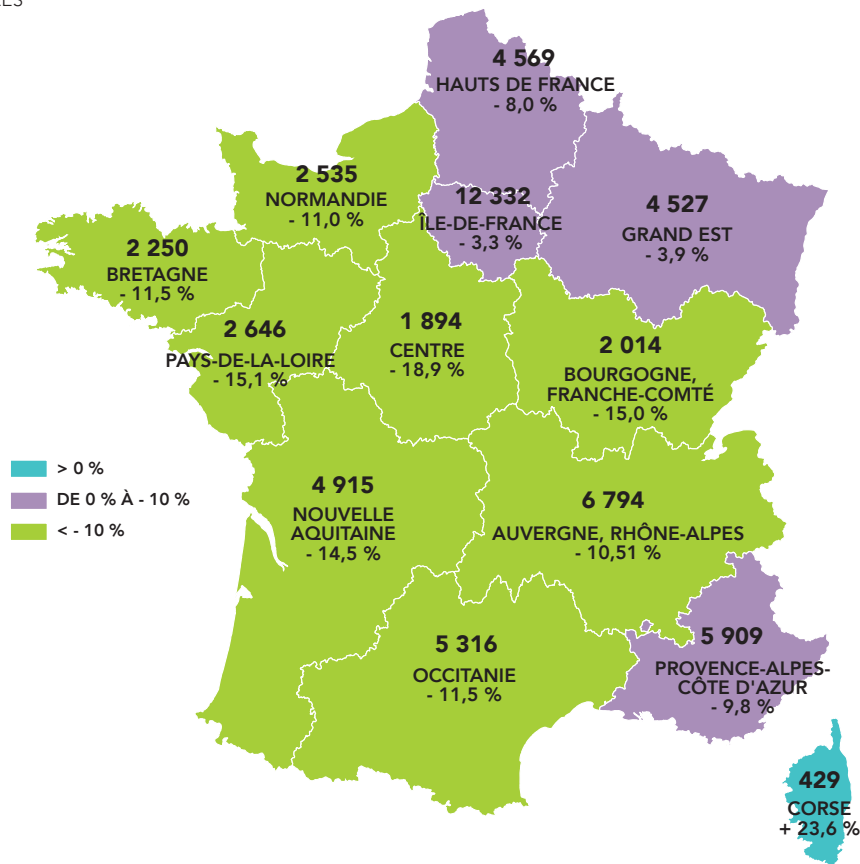 4 569
HAUTS DE FRANCE
- 8,0 %
2 535
NORMANDIE
- 11,0 %
12 332
ÎLE-DE-FRANCE
- 3,3 %
4 527
GRAND EST
- 3,9 %
2 250
BRETAGNE
- 11,5 %
2 646
PAYS-DE-LA-LOIRE
- 15,1 %
1 894
CENTRE
- 18,9 %
2 014
BOURGOGNE,
FRANCHE-COMTÉ
- 15,0 %
> 0 %
DE 0 % À - 10 %
< - 10 %
4 915
NOUVELLE
AQUITAINE
- 14,5 %
6 794
AUVERGNE, RHÔNE-ALPES
- 10,51 %
5 316
OCCITANIE
- 11,5 %
5 909
PROVENCE-ALPES-
CÔTE D'AZUR
- 9,8 %
429
CORSE
+ 23,6 %